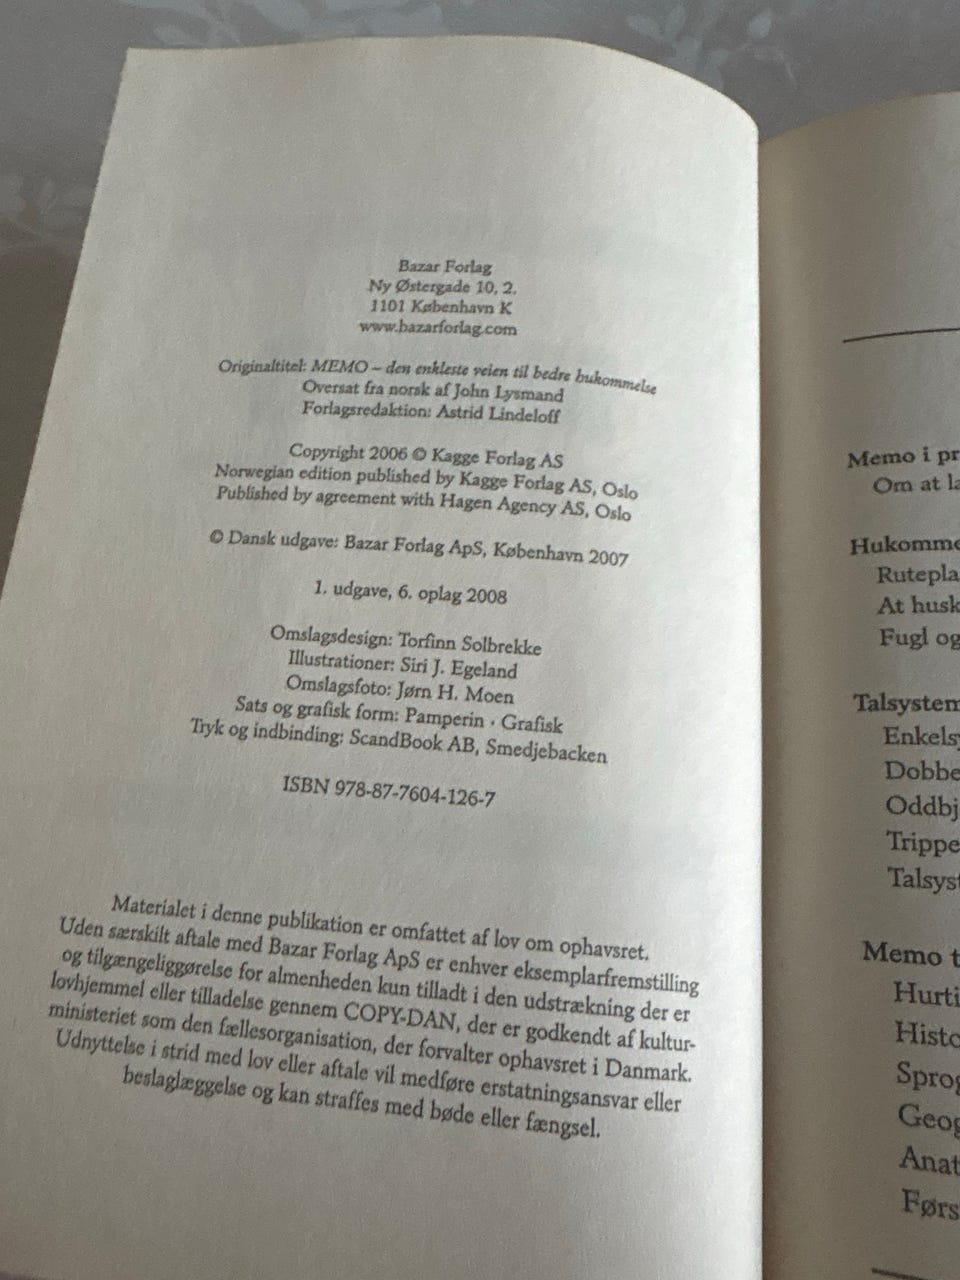 Bazar Forlag
Ny Østergade 10, 2.
1101 København K
www.bazarforlag.com
Originaltitel: MEMO – den enkleste veien til bedre hukommelse
Oversat fra norsk af John Lysmand
Forlagsredaktion: Astrid Lindeloff
Copyright 2006 © Kagge Forlag AS
Norwegian edition published by Kagge Forlag AS, Oslo
Published by agreement with Hagen Agency AS, Oslo
© Dansk udgave: Bazar Forlag ApS, København 2007
1. udgave, 6. oplag 2008
Omslagsdesign: Torfinn Solbrekke
Illustrationer: Siri J. Egeland
Omslagsfoto: Jørn H. Moen
Sats og grafisk form: Pamperin · Grafisk
Tryk og indbinding: ScandBook AB, Smedjebacken
ISBN 978-87-7604-126-7
Materialet i denne publikation er omfattet af lov om ophavsret.
Uden særskilt aftale med Bazar Forlag ApS er enhver eksemplarfremstilling
og tilgængeliggørelse for almenheden kun tilladt i den udstrækning der er
lovhjemmel eller tilladelse gennem COPY-DAN, der er godkendt af kultur-
ministeriet som den fællesorganisation, der forvalter ophavsret i Danmark.
Udnyttelse i strid med lov eller aftale vil medføre erstatningsansvar eller
beslaglæggelse og kan straffes med bøde eller fængsel.
Memo i pr
Om at la
Hukomme
Rutepla
At husk
Fugl og
Talsystem
Enkelsy
Dobbe
Oddbj
Trippe
Talsyst
Memo t
Hurti
Histo
Sprog
Geog
Anat
Førs